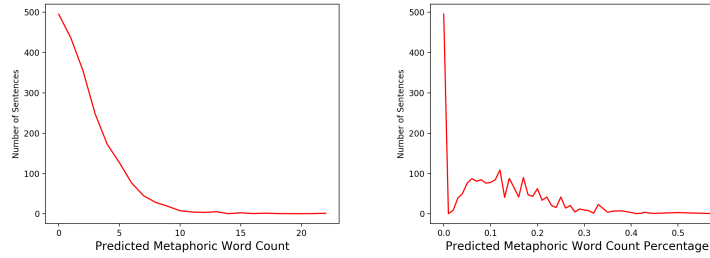 500
400
300
200
100
0
Number of Sentences
0 5 10 15 20
Predicted Metaphoric Word Count
500
400
300
200
100
0
Number of Sentences
0.0 0.1 0.2 0.3 0.4 0.5
Predicted Metaphoric Word Count Percentage